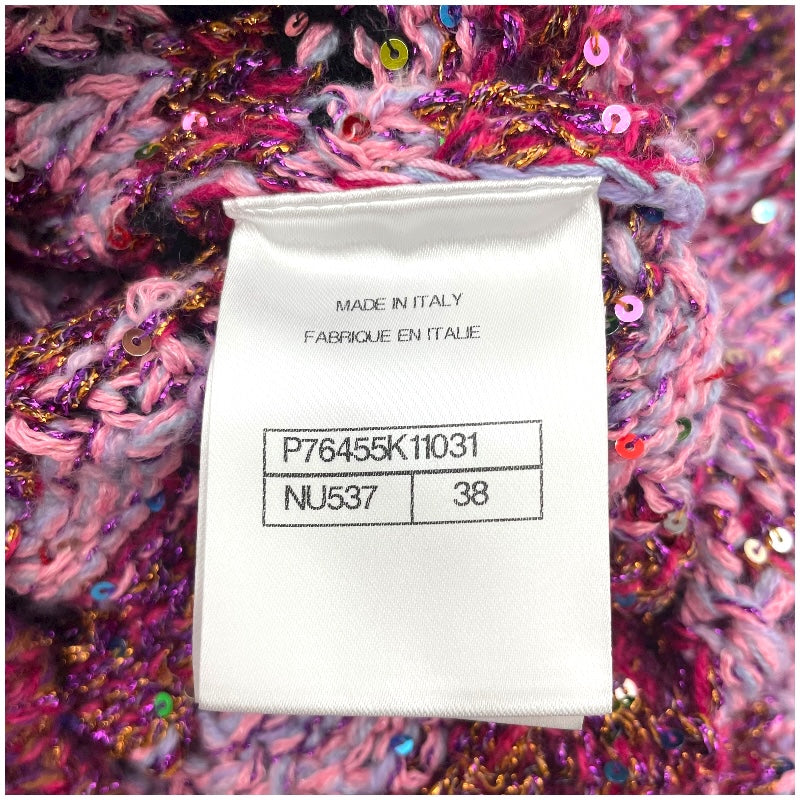 MADE IN ITALY
FABRIQUE EN ITALIE
P76455K11031
NU537 38